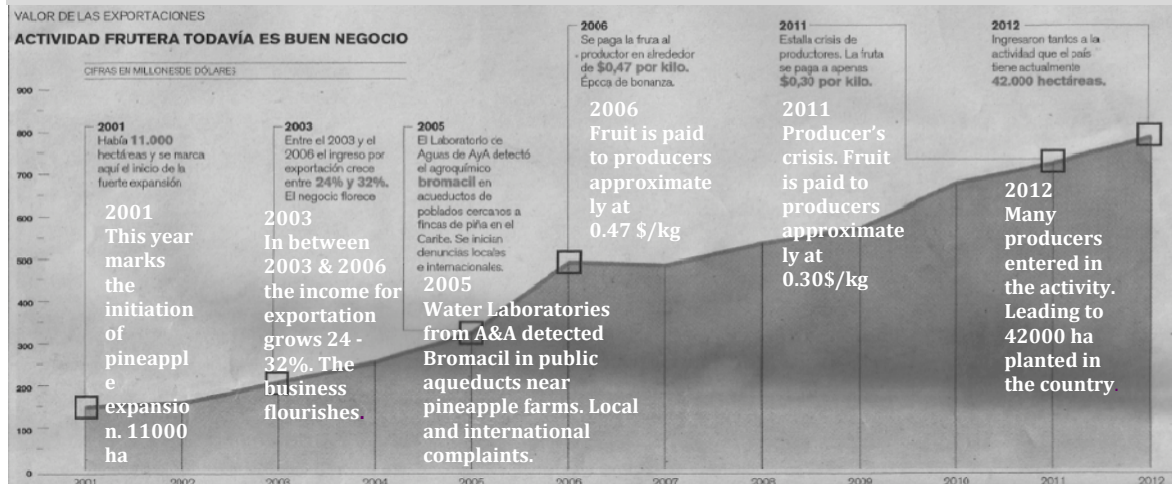 VALOR DE LAS EXPORTACIONES
ACTIVIDAD FRUTERA TODAVÍA ES BUEN NEGOCIO
CIFRAS EN MILLONES DE DÓLARES
900
800
700
600
500
400
300
200
100
0
2001
Había 11.000
hectáreas y se marca
aquí el inicio de la
fuerte expansión
2001
This year
marks
the
initiation
of
pineappl
e
expansio
n. 11000
ha
2003
Entre el 2003 y el
2006 el ingreso por
exportación crece
entre 24% y 32%.
El negocio florece
2003
In between
2003 & 2006
the income for
exportation
grows 24 -
32%. The
business
flourishes.
2005
El Laboratorio de
Aguas de AyA detectó
el agroquímico
bromacil en
acueductos de
poblados cercanos a
fincas de piña en el
Caribe. Se inician
denuncias locales
e internacionales.
2005
Water Laboratories
from A&A detected
Bromacil in public
aqueducts near
pineapple farms. Local
and international
complaints.
2006
Se paga la fruta al
productor en alrededor
de $0,47 por kilo.
Época de bonanza.
2006
Fruit is paid
to producers
approximate
ly at
0.47 $/kg
2011
Estalla crisis de
productores. La fruta
se paga a apenas
$0,30 por kilo.
2011
Producer's
crisis. Fruit
is paid to
producers
approximate
ly at
0.30$/kg
2012
Ingresaron tantos a la
actividad que el país
tiene actualmente
42.000 hectáreas.
2012
Many
producers
entered in
the activity.
Leading to
42000 ha
planted in
the country.
2001 2002 2003 2004 2005 2006 2007 2008 2009 2010 2011 2012